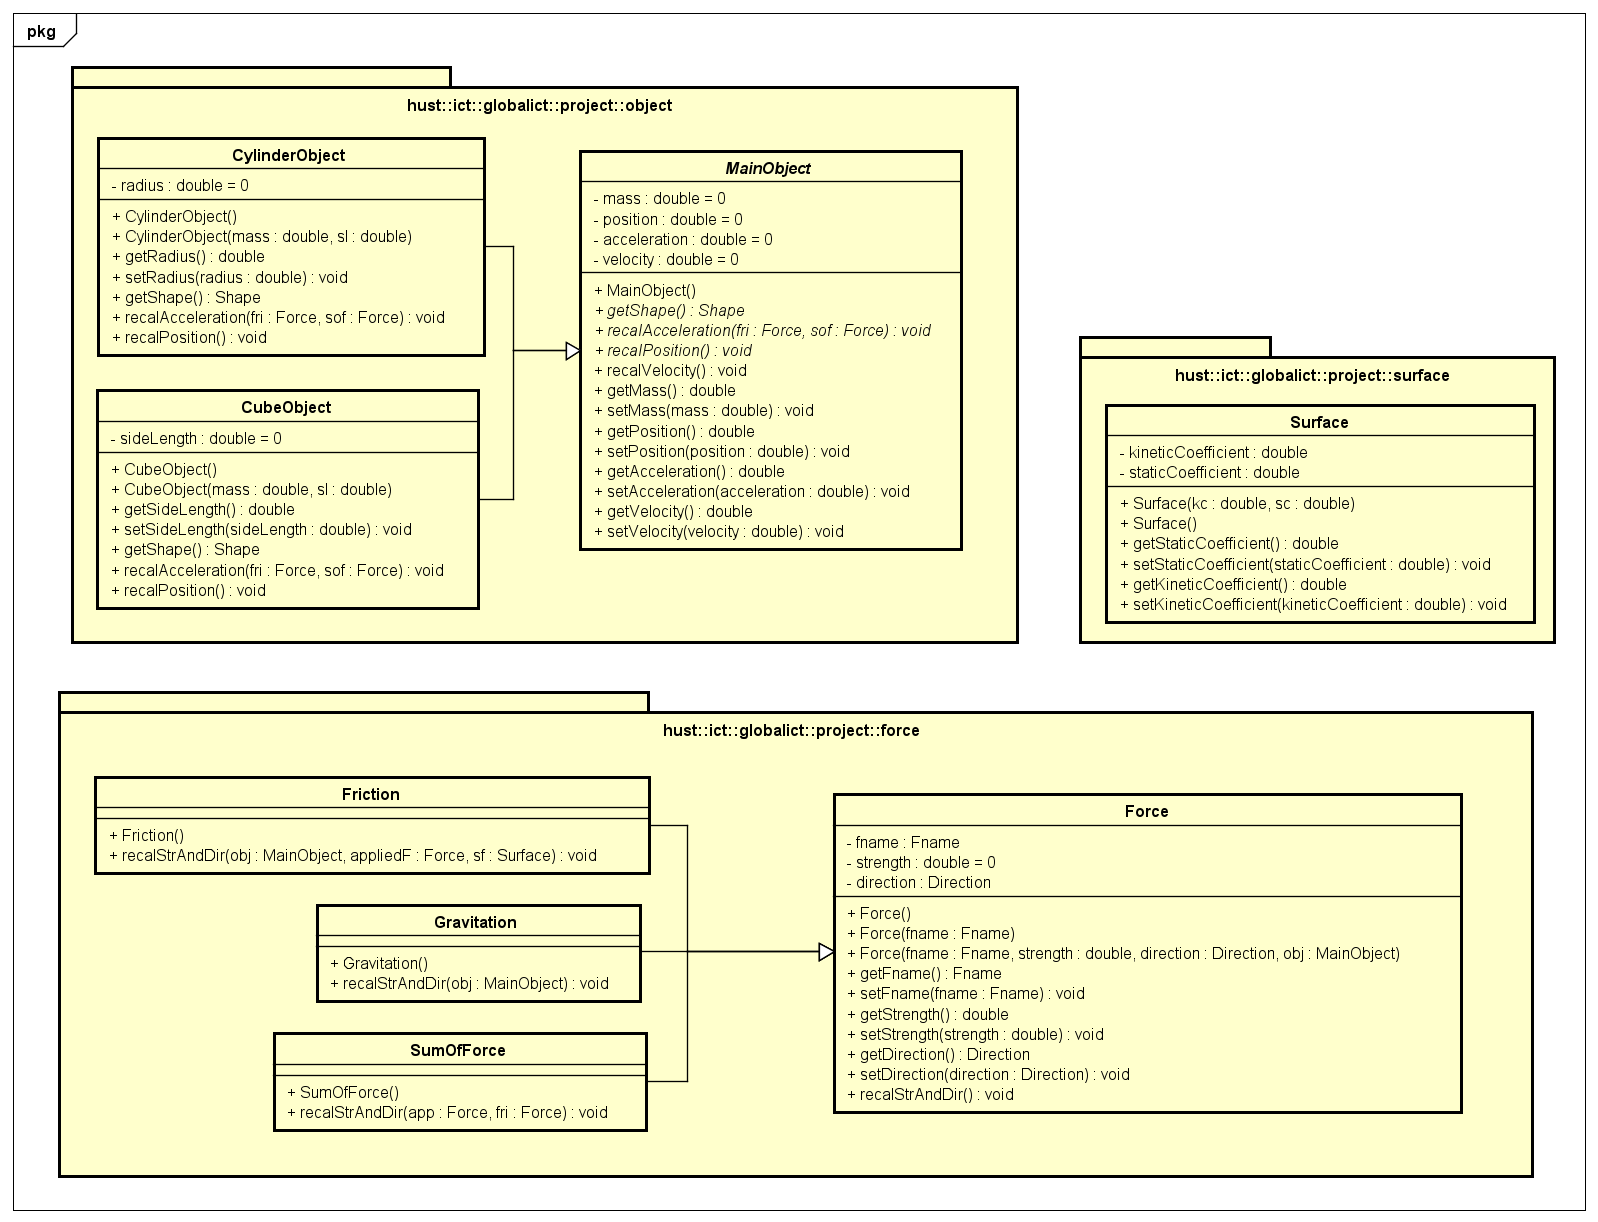 pkg
hust::ict::globalict::project::object
CylinderObject
- radius : double = 0
+ CylinderObject()
+ CylinderObject(mass : double, sl : double)
+ getRadius() : double
+ setRadius(radius : double) : void
+ getShape() : Shape
+ recalAcceleration(fri : Force, sof : Force) : void
+ recalPosition() : void
CubeObject
- sideLength : double = 0
+ CubeObject()
+ CubeObject(mass : double, sl : double)
+ getSideLength() : double
+ setSideLength(sideLength : double) : void
+ getShape() : Shape
+ recalAcceleration(fri : Force, sof : Force) : void
+ recalPosition() : void
MainObject
- mass : double = 0
- position : double = 0
- acceleration : double = 0
- velocity : double = 0
+ MainObject()
+ getShape() : Shape
+ recalAcceleration(fri : Force, sof : Force) : void
+ recalPosition() : void
+ recalVelocity() : void
+ getMass() : double
+ setMass(mass : double) : void
+ getPosition() : double
+ setPosition(position : double) : void
+ getAcceleration() : double
+ setAcceleration(acceleration : double) : void
+ getVelocity() : double
+ setVelocity(velocity : double) : void
hust::ict::globalict::project::surface
Surface
- kineticCoefficient : double
- staticCoefficient : double
+ Surface(kc : double, sc : double)
+ Surface()
+ getStaticCoefficient() : double
+ setStaticCoefficient(staticCoefficient : double) : void
+ getKineticCoefficient() : double
+ setKineticCoefficient(kineticCoefficient : double) : void
hust::ict::globalict::project::force
Friction
+ Friction()
+ recalStrAndDir(obj : MainObject, appliedF : Force, sf : Surface) : void
Gravitation
+ Gravitation()
+ recalStrAndDir(obj : MainObject) : void
SumOfForce
+ SumOfForce()
+ recalStrAndDir(app : Force, fri : Force) : void
Force
- fname : Fname
- strength : double = 0
- direction : Direction
+ Force()
+ Force(fname : Fname)
+ Force(fname : Fname, strength : double, direction : Direction, obj : MainObject)
+ getFname() : Fname
+ setFname(fname : Fname) : void
+ getStrength() : double
+ setStrength(strength : double) : void
+ getDirection() : Direction
+ setDirection(direction : Direction) : void
+ recalStrAndDir() : void